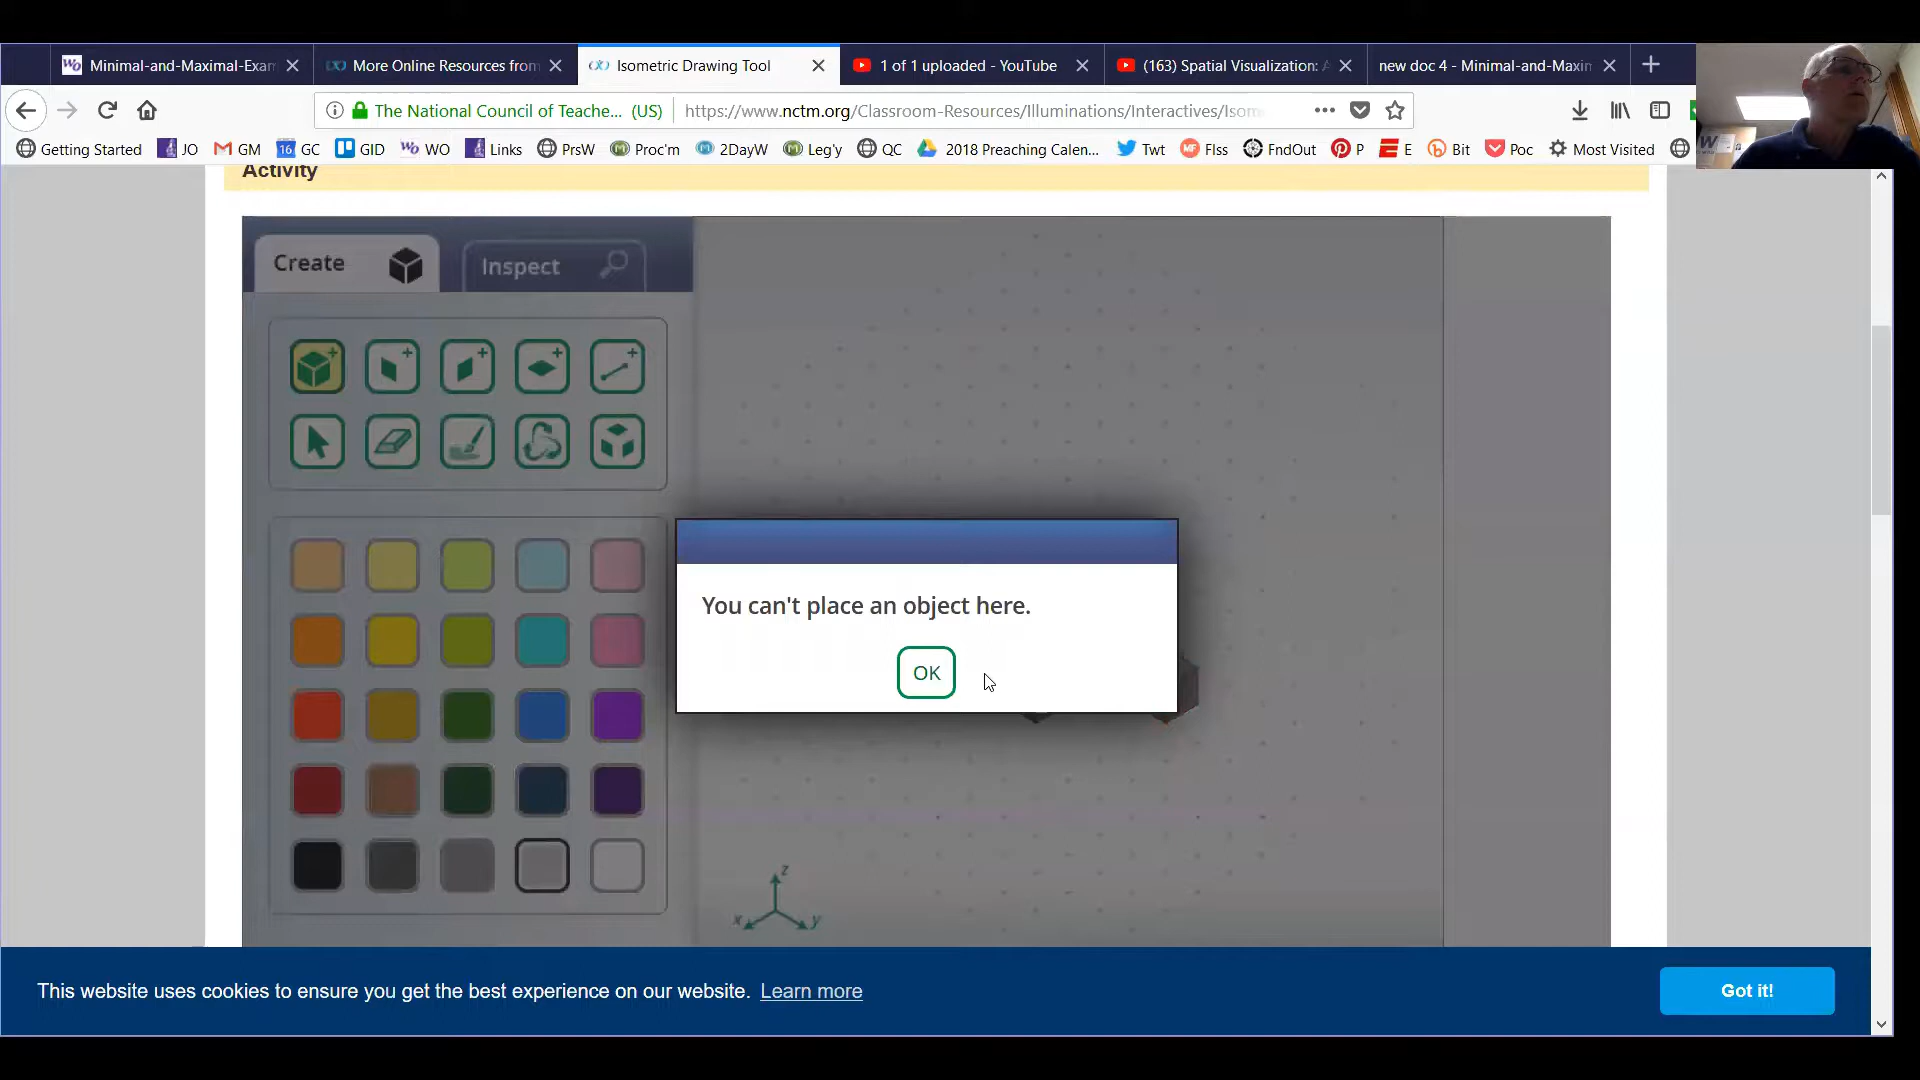 Minimal-and-Maximal-Exam
More Online Resources from
Isometric Drawing Tool
1 of 1 uploaded - YouTube
(163) Spatial Visualization: A
new doc 4 - Minimal-and-Maxim
The National Council of Teache... (US)
https://www.nctm.org/Classroom-Resources/Illuminations/Interactives/Isom
Getting Started
JO
GM
16 GC
GID
WO
Links
PrsW
Proc'm
2DayW
Leg'y
QC
2018 Preaching Calen...
Twt
MF FIss
FndOut
P
E
Bit
Poc
Most Visited
Activity
Create
Inspect
You can't place an object here.
OK
z
x
y
This website uses cookies to ensure you get the best experience on our website. Learn more
Got it!